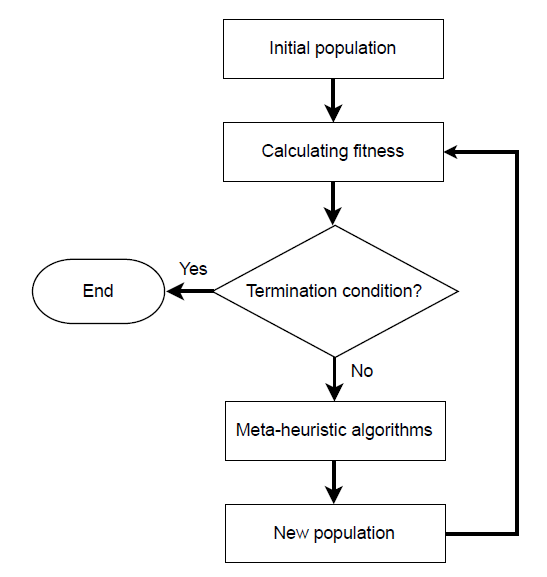 Initial population
Calculating fitness
Termination condition?
Yes
End
No
Meta-heuristic algorithms
New population